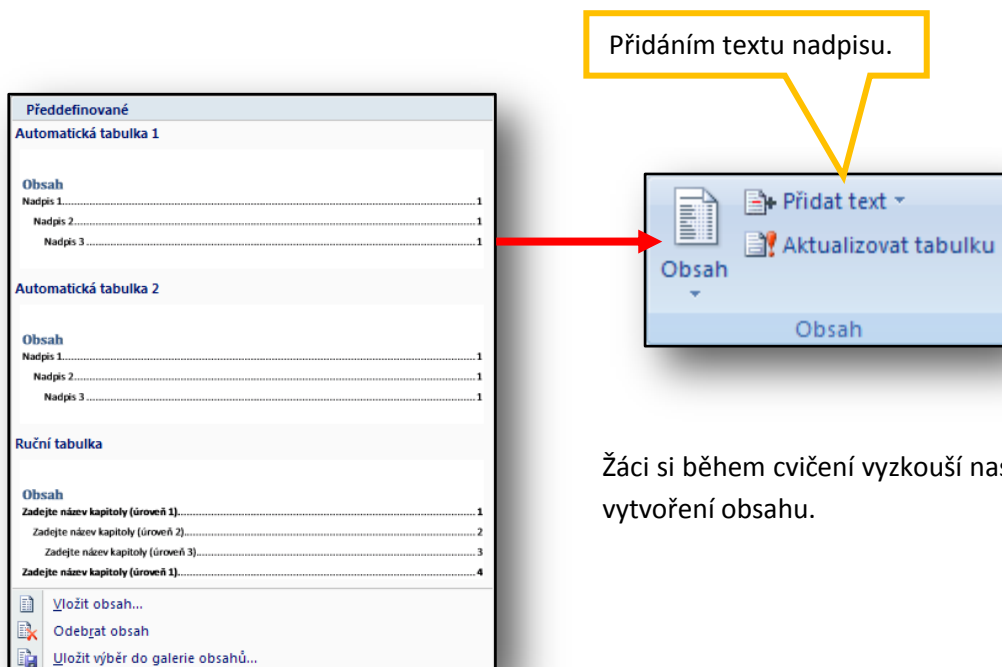 Přidáním textu nadpisu.
Předdefinované
Automatická tabulka 1
Obsah
Nadpis 1...1
Nadpis 2...1
Nadpis 3...1
Automatická tabulka 2
Obsah
Nadpis 1...1
Nadpis 2...1
Nadpis 3...1
Ruční tabulka
Obsah
Zadejte název kapitoly (úroveň 1)...1
Zadejte název kapitoly (úroveň 2)...2
Zadejte název kapitoly (úroveň 3)...3
Zadejte název kapitoly (úroveň 1)...4
Vložit obsah...
Odebrat obsah
Uložit výběr do galerie obsahů...
Přidat text
Aktualizovat tabulku
Obsah
Obsah
Žáci si během cvičení vyzkouší
vytvoření obsahu.